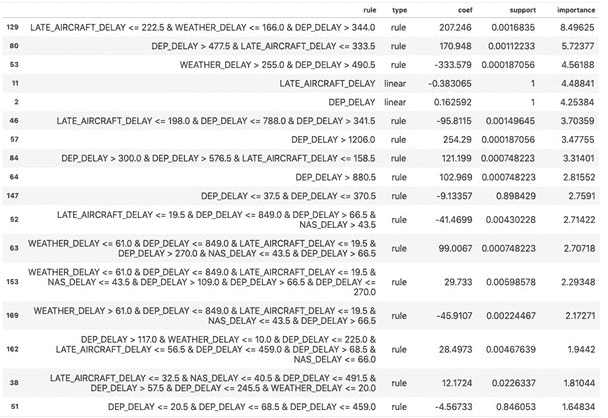 rule type coef support importance
129 LATE_AIRCRAFT_DELAY <= 222.5 & WEATHER_DELAY <= 166.0 & DEP_DELAY > 344.0 rule 207.246 0.0016835 8.49625
80 DEP_DELAY > 477.5 & LATE_AIRCRAFT_DELAY <= 333.5 rule 170.948 0.00112233 5.72377
53 WEATHER_DELAY > 255.0 & DEP_DELAY > 490.5 rule -333.579 0.000187056 4.56188
11 LATE_AIRCRAFT_DELAY linear -0.383065 1 4.48841
2 DEP_DELAY linear 0.162592 1 4.25384
46 LATE_AIRCRAFT_DELAY <= 198.0 & DEP_DELAY <= 788.0 & DEP_DELAY > 341.5 rule -95.8115 0.00149645 3.70359
57 DEP_DELAY > 1206.0 rule 254.29 0.000187056 3.47755
84 DEP_DELAY > 300.0 & DEP_DELAY > 576.5 & LATE_AIRCRAFT_DELAY <= 158.5 rule 121.199 0.000748223 3.31401
64 DEP_DELAY > 880.5 rule 102.969 0.000748223 2.81552
147 DEP_DELAY <= 37.5 & DEP_DELAY <= 370.5 rule -9.13357 0.898429 2.7591
52 LATE_AIRCRAFT_DELAY <= 19.5 & DEP_DELAY <= 849.0 & DEP_DELAY > 66.5 &
NAS_DELAY > 43.5 rule -41.4699 0.00430228 2.71422
63 WEATHER_DELAY <= 61.0 & DEP_DELAY <= 849.0 & LATE_AIRCRAFT_DELAY <= 19.5 &
DEP_DELAY > 270.0 & NAS_DELAY <= 43.5 & DEP_DELAY > 66.5 rule 99.0067 0.000748223 2.70718
WEATHER_DELAY <= 61.0 & DEP_DELAY <= 849.0 & LATE_AIRCRAFT_DELAY <= 19.5 &
153 NAS_DELAY <= 43.5 & DEP_DELAY > 109.0 & DEP_DELAY > 66.5 & DEP_DELAY <= rule 29.733 0.00598578 2.29348
270.0
169 WEATHER_DELAY > 61.0 & DEP_DELAY <= 849.0 & LATE_AIRCRAFT_DELAY <= 19.5 &
NAS_DELAY <= 43.5 & DEP_DELAY > 66.5 rule -45.9107 0.00224467 2.17271
DEP_DELAY > 117.0 & WEATHER_DELAY <= 10.0 & DEP_DELAY <= 225.0 &
162 LATE_AIRCRAFT_DELAY <= 56.5 & DEP_DELAY <= 459.0 & DEP_DELAY > 68.5 & rule 28.4973 0.00467639 1.9442
NAS_DELAY <= 66.0
38 LATE_AIRCRAFT_DELAY <= 32.5 & NAS_DELAY <= 40.5 & DEP_DELAY <= 491.5 &
DEP_DELAY > 57.5 & DEP_DELAY <= 245.5 & WEATHER_DELAY <= 20.0 rule 12.1724 0.0226337 1.81044
51 DEP_DELAY <= 20.5 & DEP_DELAY <= 68.5 & DEP_DELAY <= 459.0 rule -4.56733 0.846053 1.64834